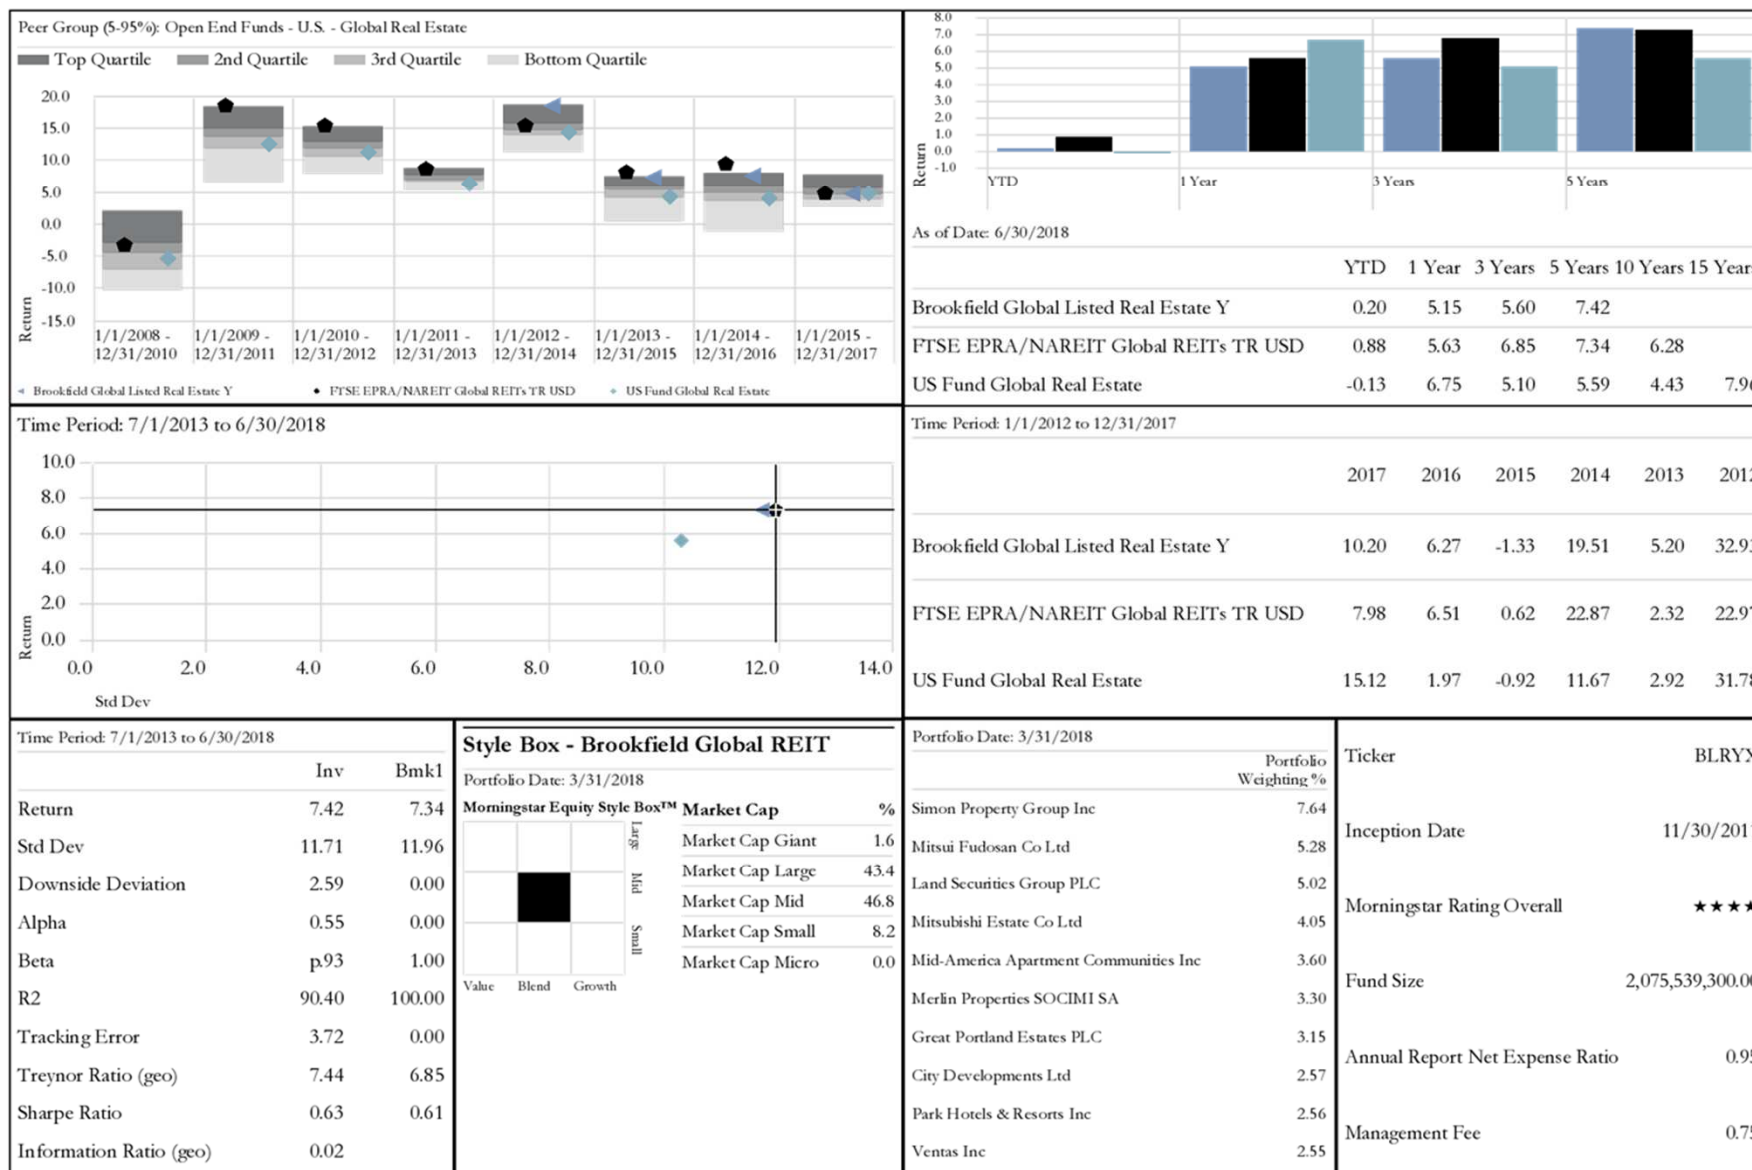 Peer Group (5-95%): Open End Funds - U.S. - Global Real Estate
Top Quartile 2nd Quartile 3rd Quartile Bottom Quartile
20.0
15.0
10.0
5.0
0.0
-5.0
-10.0
-15.0
Return
1/1/2008 - 1/1/2009 - 1/1/2010 - 1/1/2011 - 1/1/2012 - 1/1/2013 - 1/1/2014 - 1/1/2015 -
12/31/2010 12/31/2011 12/31/2012 12/31/2013 12/31/2014 12/31/2015 12/31/2016 12/31/2017
Brookfield Global Listed Real Estate Y FTSE EPRA/NAREIT Global REITs TR USD US Fund Global Real Estate
8.0
7.0
6.0
5.0
4.0
3.0
2.0
1.0
0.0
-1.0
Return
YTD 1 Year 3 Years 5 Years
As of Date: 6/30/2018
YTD 1 Year 3 Years 5 Years 10 Years 15 Years
Brookfield Global Listed Real Estate Y 0.20 5.15 5.60 7.42
FTSE EPRA/NAREIT Global REITs TR USD 0.88 5.63 6.85 7.34 6.28
US Fund Global Real Estate -0.13 6.75 5.10 5.59 4.43
Time Period: 7/1/2013 to 6/30/2018
10.0
8.0
6.0
4.0
2.0
0.0
Return
0.0 2.0 4.0 6.0 8.0 10.0 12.0 14.0
Std Dev
Time Period: 1/1/2012 to 12/31/2017
2017 2016 2015 2014 2013
Brookfield Global Listed Real Estate Y 10.20 6.27 -1.33 19.51 5.20
FTSE EPRA/NAREIT Global REITs TR USD 7.98 6.51 0.62 22.87 2.32
US Fund Global Real Estate 15.12 1.97 -0.92 11.67 2.92
Time Period: 7/1/2013 to 6/30/2018
Inv Bmk1
Return 7.42 7.34
Std Dev 11.71 11.96
Downside Deviation 2.59 0.00
Alpha 0.55 0.00
Beta p.93 1.00
R2 90.40 100.00
Tracking Error 3.72 0.00
Treynor Ratio (geo) 7.44 6.85
Sharpe Ratio 0.63 0.61
Information Ratio (geo) 0.02
Style Box - Brookfield Global REIT
Portfolio Date: 3/31/2018
Morningstar Equity Style Box™
Large
Mid
Small
Value Blend Growth
Market Cap %
Market Cap Giant 1.6
Market Cap Large 43.4
Market Cap Mid 46.8
Market Cap Small 8.2
Market Cap Micro 0.0
Portfolio Date: 3/31/2018
Portfolio
Weighting %
Simon Property Group Inc 7.64
Mitsui Fudosan Co Ltd 5.28
Land Securities Group PLC 5.02
Mitsubishi Estate Co Ltd 4.05
Mid-America Apartment Communities Inc 3.60
Merlin Properties SOCIMI SA 3.30
Great Portland Estates PLC 3.15
City Developments Ltd 2.57
Park Hotels & Resorts Inc 2.56
Ventas Inc 2.55
Ticker BLRYX
Inception Date
Morningstar Rating Overall ★★★★
Fund Size
Annual Report Net Expense Ratio
Management Fee